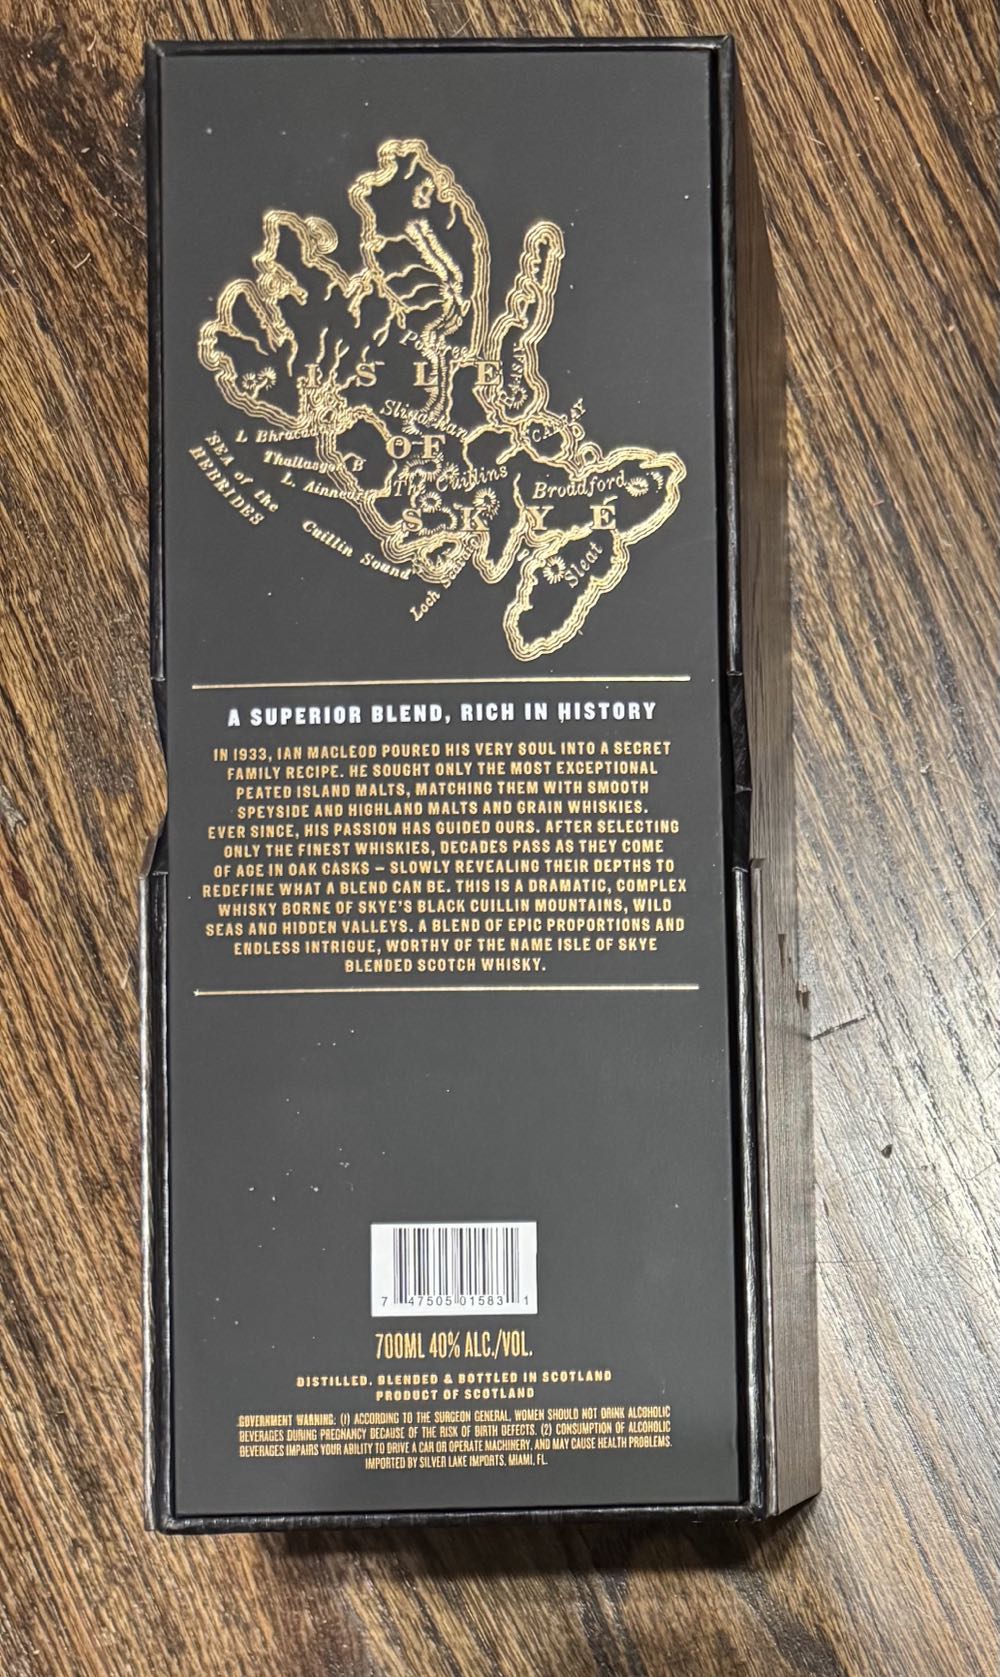 ISLE
OF
SKYE
RAASAY
Sligachan
The Cuillins
Broadford
Sleat
SEA of the
HEBRIDES
Cuillin Sound
Loch
A SUPERIOR BLEND, RICH IN HISTORY
IN 1933, IAN MACLEOD POURED HIS VERY SOUL INTO A SECRET
FAMILY RECIPE. HE SOUGHT ONLY THE MOST EXCEPTIONAL
PEATED ISLAND MALTS, MATCHING THEM WITH SMOOTH
SPEYSIDE AND HIGHLAND MALTS AND GRAIN WHISKIES.
EVER SINCE, HIS PASSION HAS GUIDED OURS. AFTER SELECTING
ONLY THE FINEST WHISKIES, DECADES PASS AS THEY COME
OF AGE IN OAK CASKS – SLOWLY REVEALING THEIR DEPTHS TO
REDEFINE WHAT A BLEND CAN BE. THIS IS A DRAMATIC, COMPLEX
WHISKY BORNE OF SKYE'S BLACK CUILLIN MOUNTAINS, WILD
SEAS AND HIDDEN VALLEYS. A BLEND OF EPIC PROPORTIONS AND
ENDLESS INTRIGUE, WORTHY OF THE NAME ISLE OF SKYE
BLENDED SCOTCH WHISKY.
7 47505 01583 1
700ML 40% ALC./VOL.
DISTILLED, BLENDED & BOTTLED IN SCOTLAND
PRODUCT OF SCOTLAND
GOVERNMENT WARNING: (1) ACCORDING TO THE SURGEON GENERAL, WOMEN SHOULD NOT DRINK ALCOHOLIC
BEVERAGES DURING PREGNANCY BECAUSE OF THE RISK OF BIRTH DEFECTS. (2) CONSUMPTION OF ALCOHOLIC
BEVERAGES IMPAIRS YOUR ABILITY TO DRIVE A CAR OR OPERATE MACHINERY, AND MAY CAUSE HEALTH PROBLEMS.
IMPORTED BY SILVER LAKE IMPORTS, MIAMI, FL.